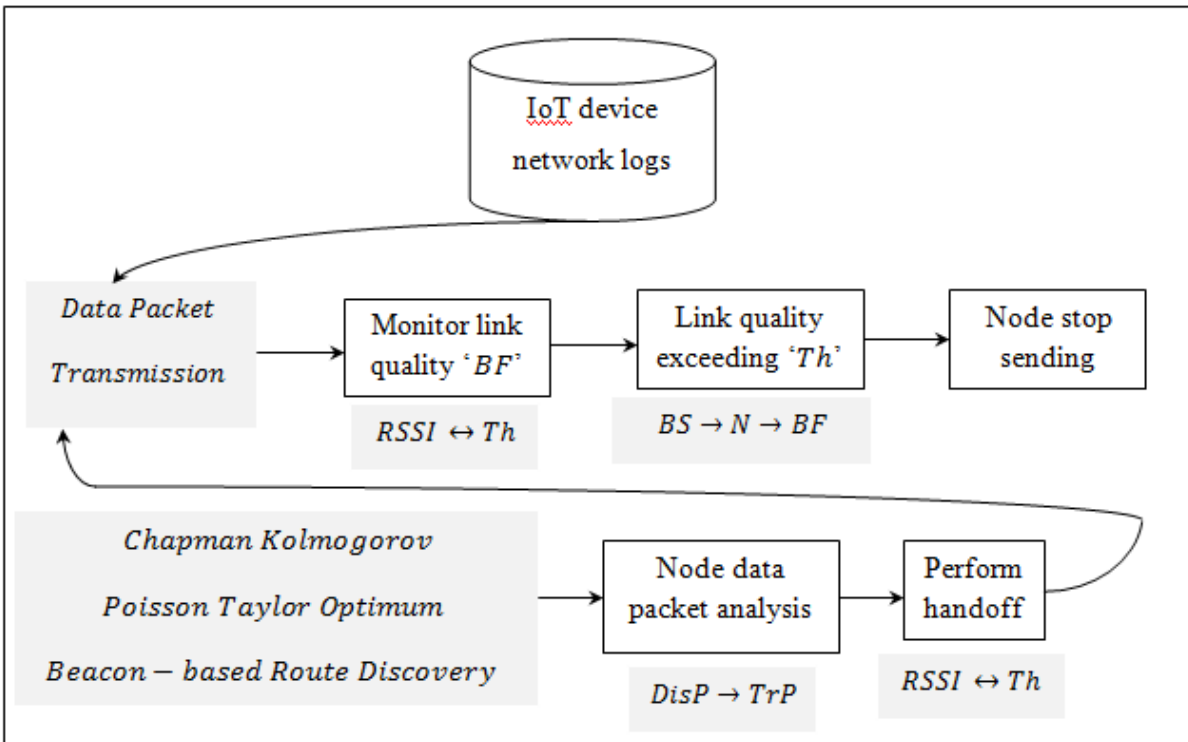 IoT device
network logs
Data Packet
Transmission
Monitor link
quality ‘BF’
Link quality
exceeding ‘Th’
Node stop
sending
RSSI ↔ Th
BS → N → BF
Chapman Kolmogorov
Poisson Taylor Optimum
Beacon − based Route Discovery
Node data
packet analysis
Perform
handoff
DisP → TrP
RSSI ↔ Th